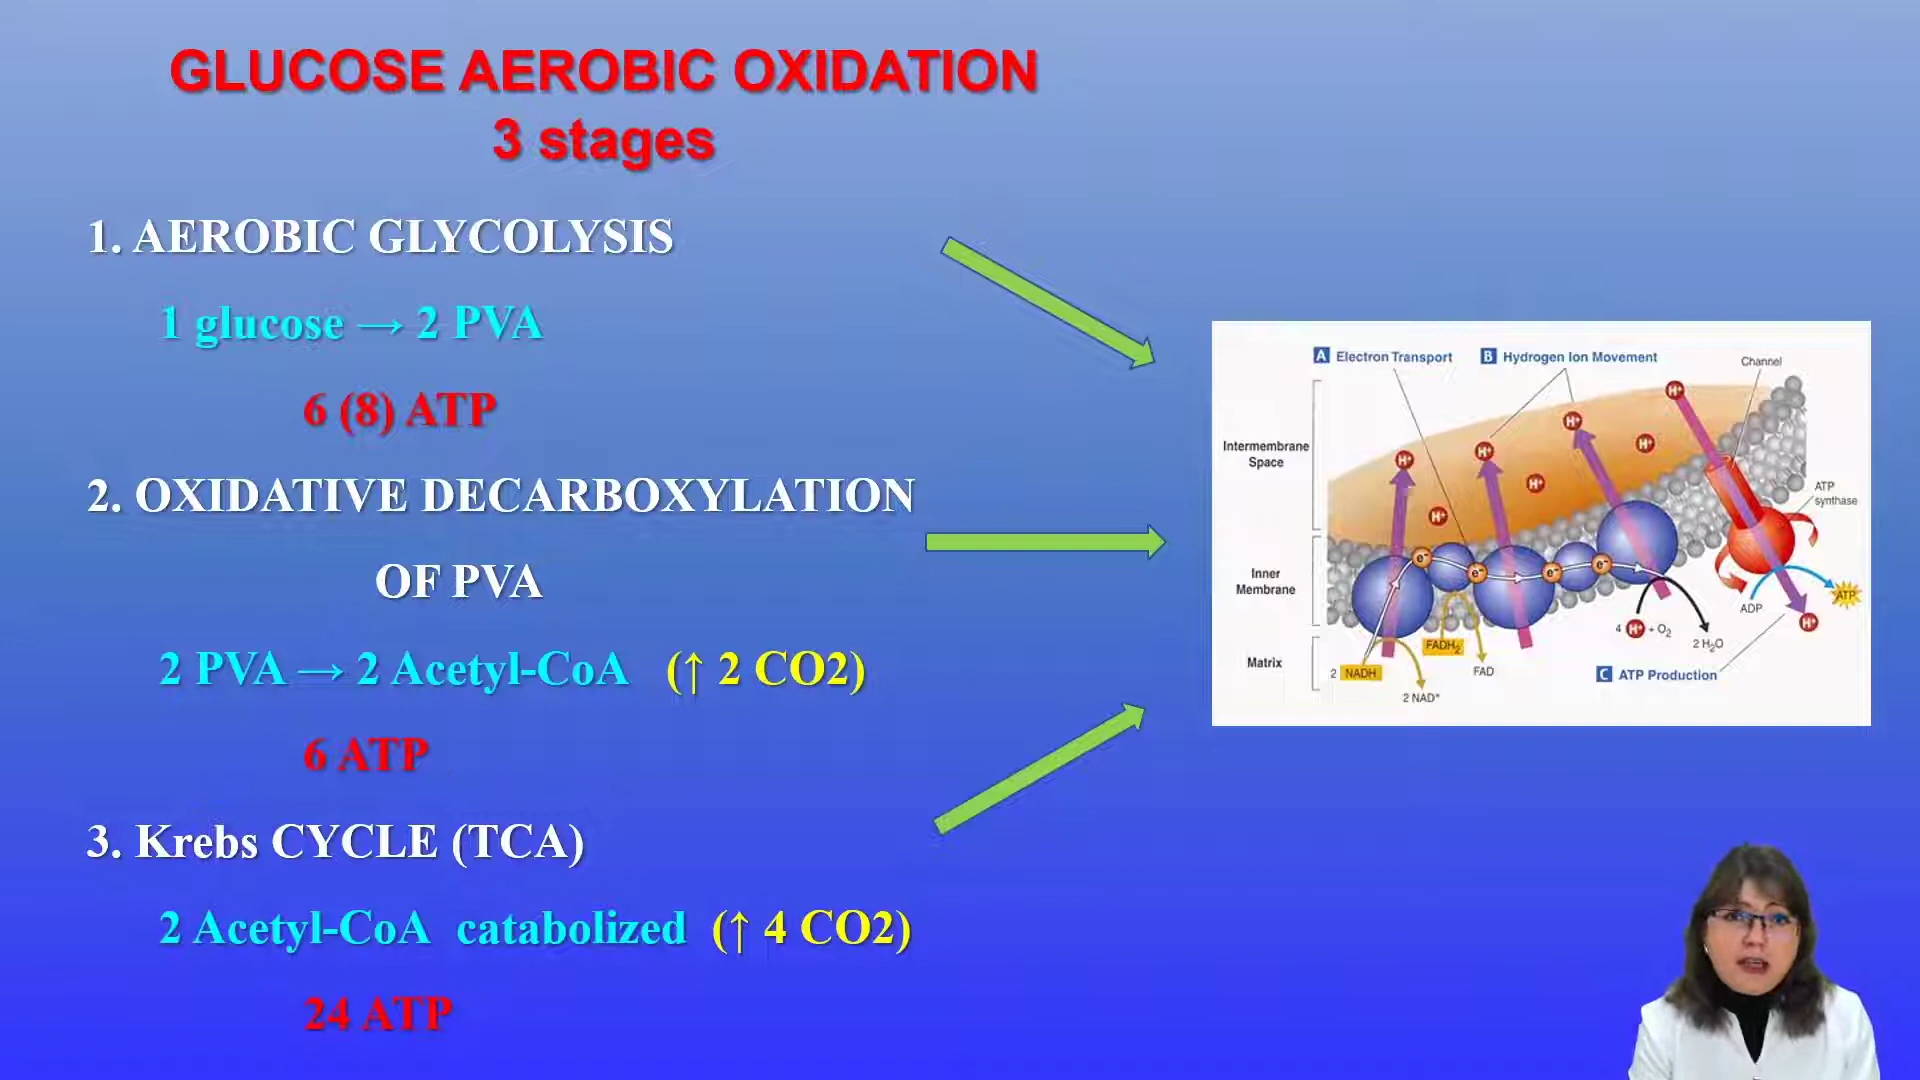 GLUCOSE AEROBIC OXIDATION
3 stages
1. AEROBIC GLYCOLYSIS
1 glucose → 2 PVA
6 (8) ATP
2. OXIDATIVE DECARBOXYLATION
OF PVA
2 PVA → 2 Acetyl-CoA (↑ 2 CO2)
6 ATP
3. Krebs CYCLE (TCA)
2 Acetyl-CoA catabolized (↑ 4 CO2)
24 ATP
A Electron Transport
B Hydrogen Ion Movement
Channel
Intermembrane
Space
H+
H+
H+
H+
H+
H+
H+
ATP
synthase
Inner
Membrane
e-
e-
e-
e-
Matrix
2 NADH
2 NAD+
FADH2
FAD
4 H+ + O2
2 H2O
ADP
ATP
H+
C ATP Production